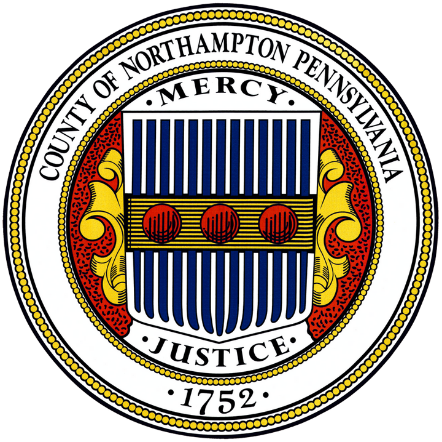 COUNTY OF NORTHAMPTON PENNSYLVANIA
·MERCY·
·JUSTICE·
·1752·